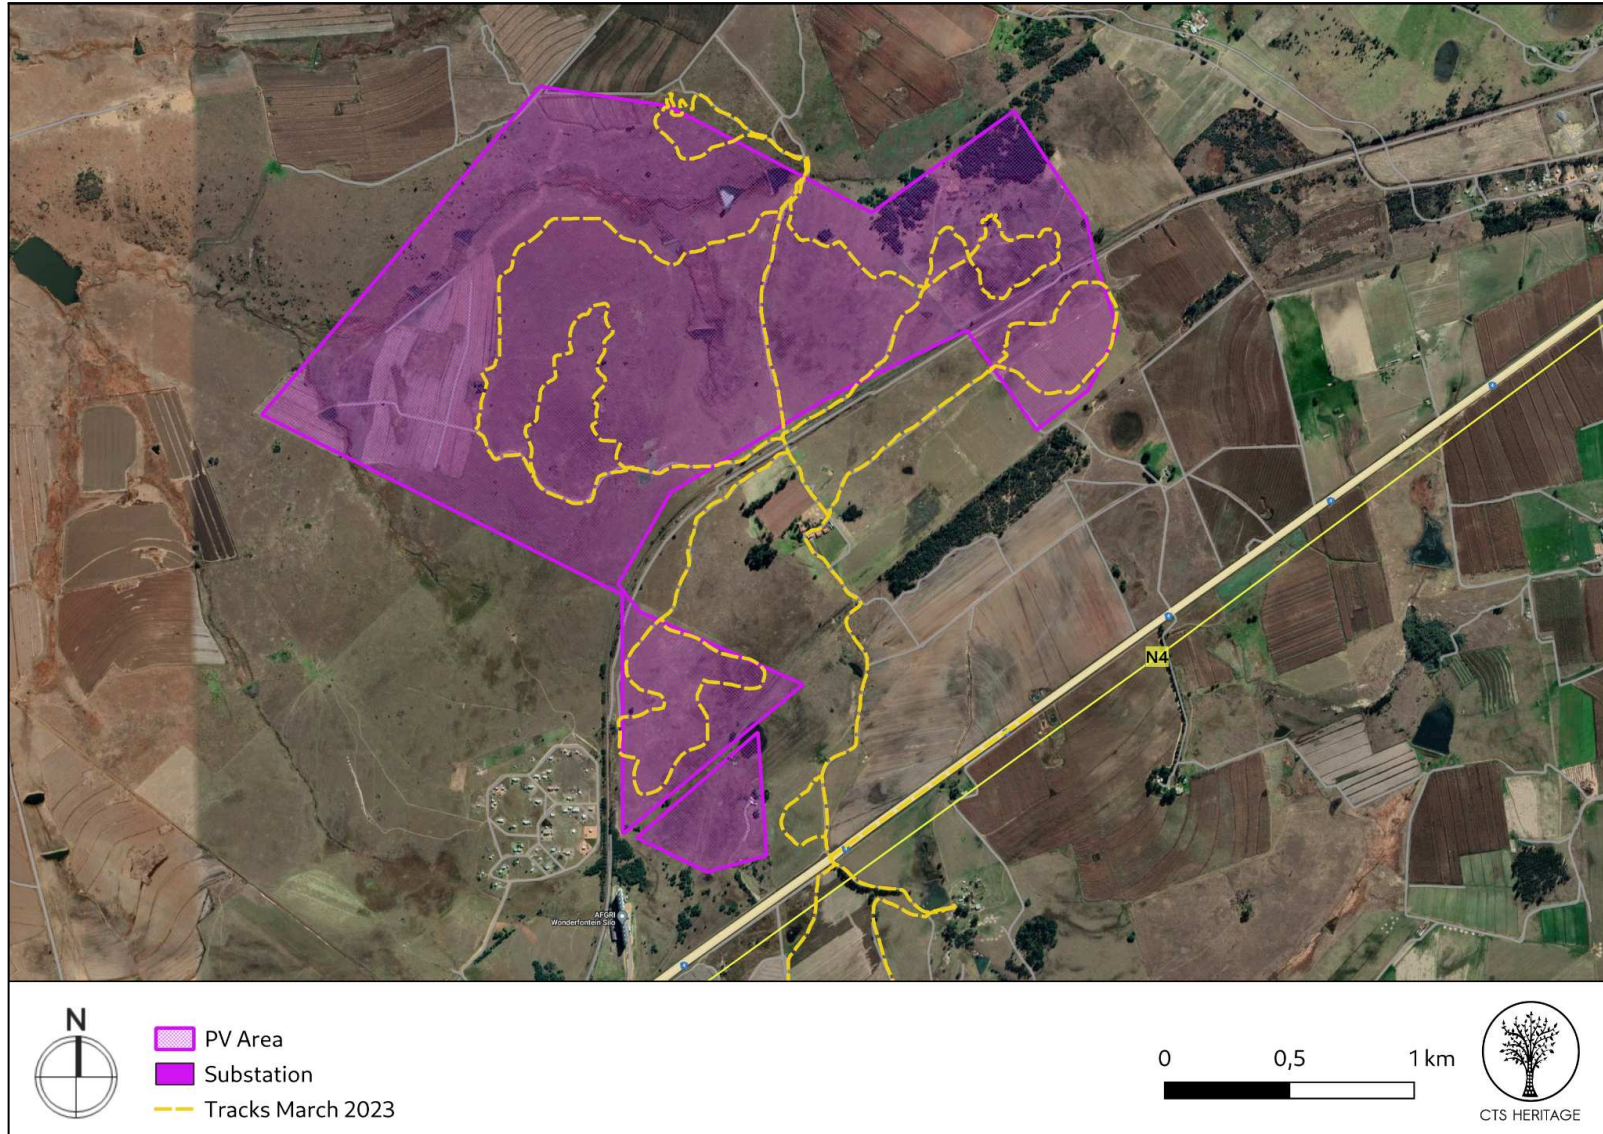 N4
AFGRI
Wonderfontein Silo
N
PV Area
Substation
Tracks March 2023
0 0,5 1 km
CTS HERITAGE